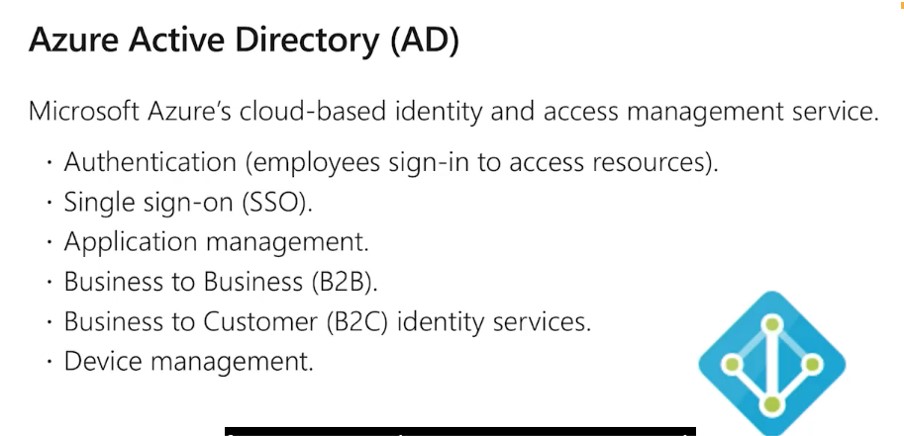 Azure Active Directory (AD)
Microsoft Azure's cloud-based identity and access management service.
· Authentication (employees sign-in to access resources).
· Single sign-on (SSO).
· Application management.
· Business to Business (B2B).
· Business to Customer (B2C) identity services.
· Device management.